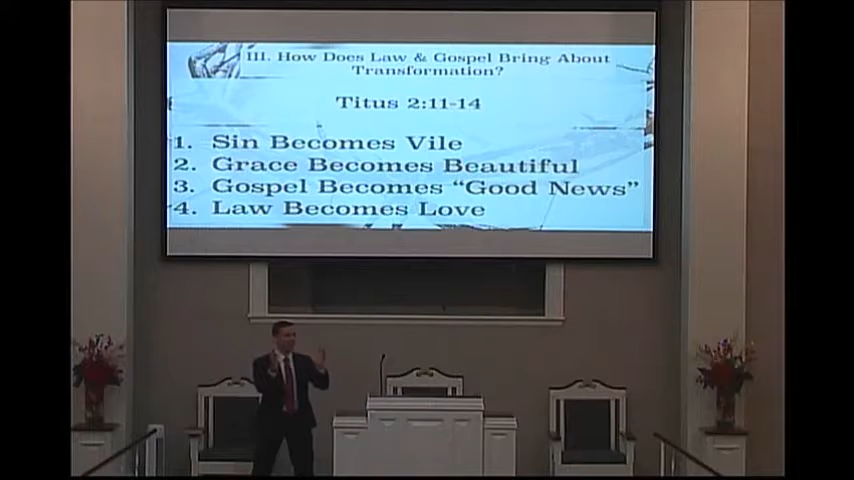 III. How Does Law & Gospel Bring About
Transformation?
Titus 2:11-14
1. Sin Becomes Vile
2. Grace Becomes Beautiful
3. Gospel Becomes “Good News”
4. Law Becomes Love